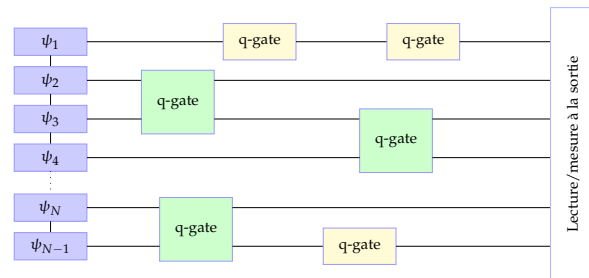 ψ1
q-gate
q-gate
ψ2
q-gate
ψ3
q-gate
ψ4
ψN
q-gate
ψN−1
q-gate
Lecture/mesure à la sortie